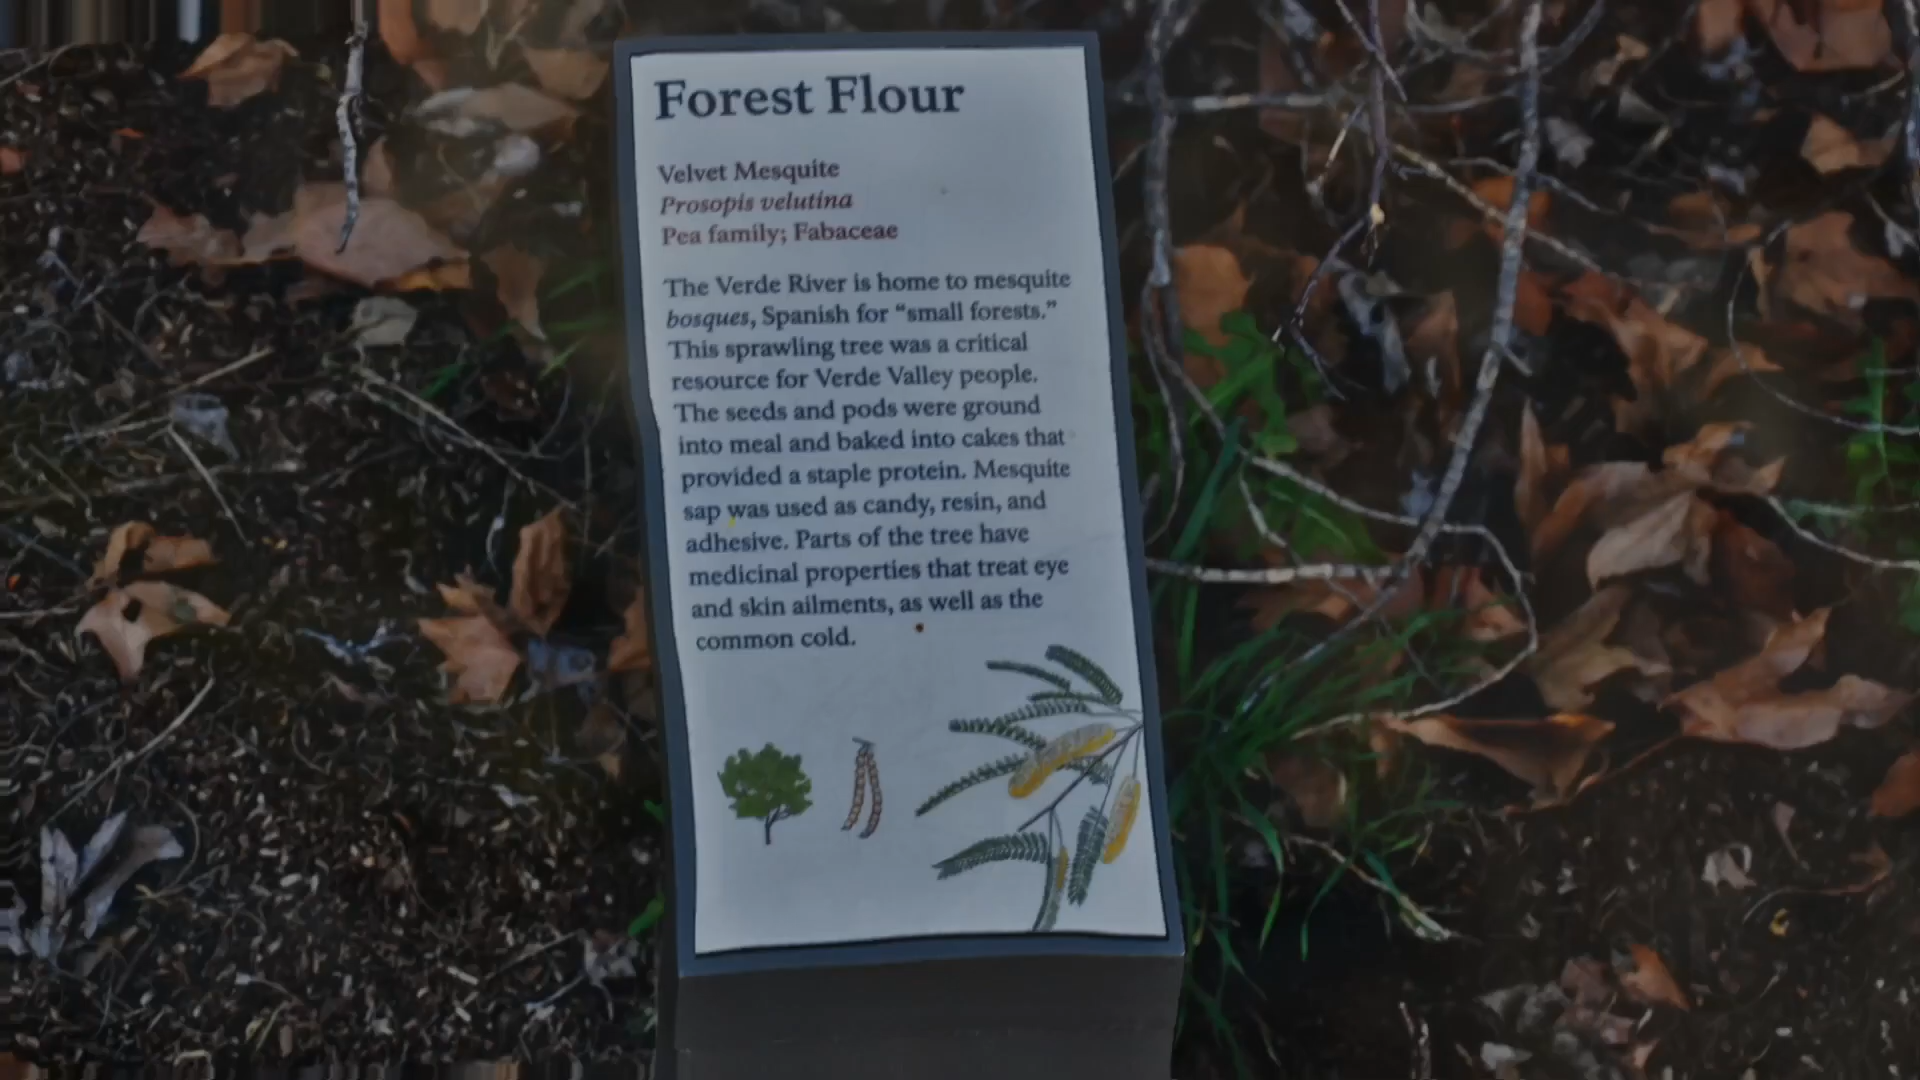 Forest Flour
Velvet Mesquite
Prosopis velutina
Pea family; Fabaceae
The Verde River is home to mesquite
bosques, Spanish for “small forests.”
This sprawling tree was a critical
resource for Verde Valley people.
The seeds and pods were ground
into meal and baked into cakes that
provided a staple protein. Mesquite
sap was used as candy, resin, and
adhesive. Parts of the tree have
medicinal properties that treat eye
and skin ailments, as well as the
common cold.